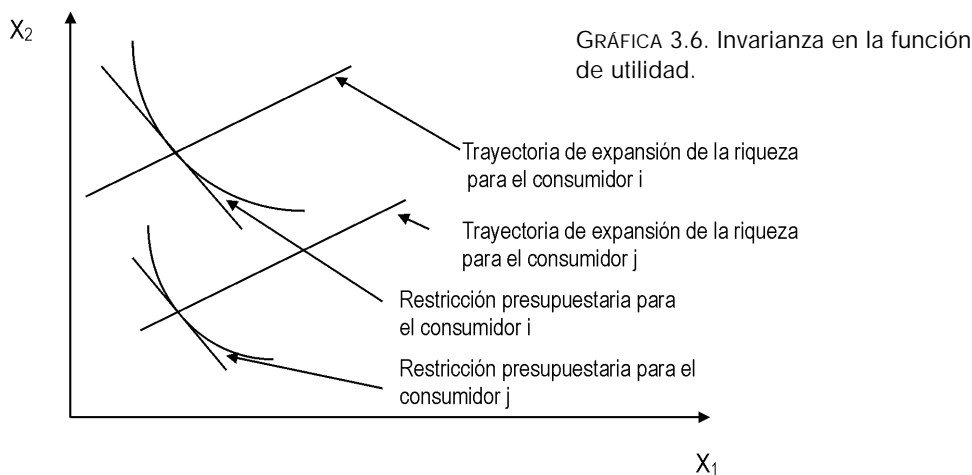 X2
GRÁFICA 3.6. Invarianza en la función
de utilidad.
Trayectoria de expansión de la riqueza
para el consumidor i
Trayectoria de expansión de la riqueza
para el consumidor j
Restricción presupuestaria para
el consumidor i
Restricción presupuestaria para el
consumidor j
X1